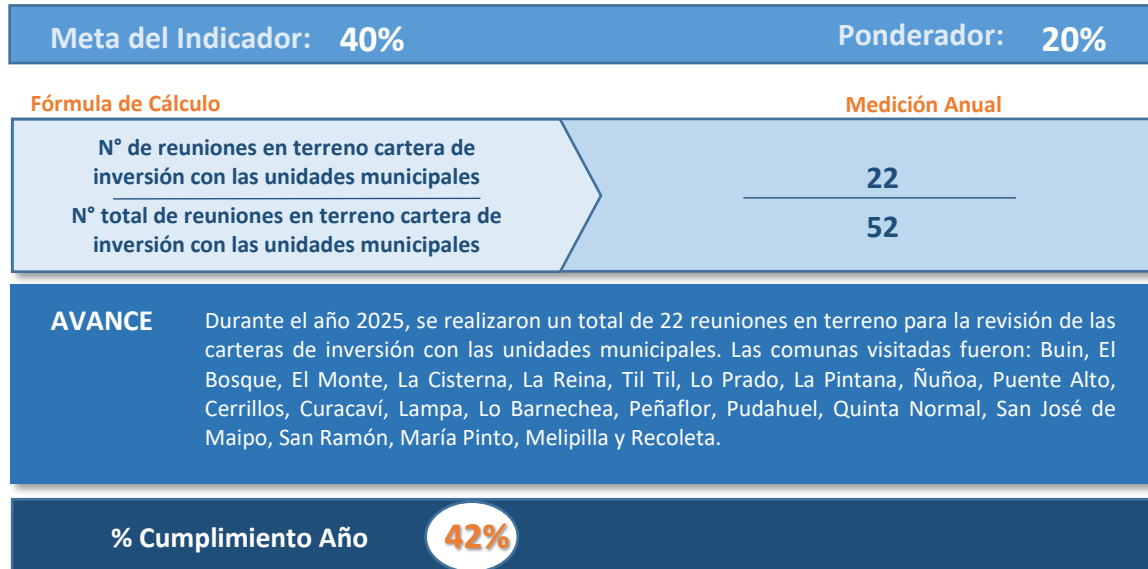 Meta del Indicador: 40% Ponderador: 20%
Fórmula de Cálculo Medición Anual
N° de reuniones en terreno cartera de
inversión con las unidades municipales
N° total de reuniones en terreno cartera de
inversión con las unidades municipales
22
52
AVANCE
Durante el año 2025, se realizaron un total de 22 reuniones en terreno para la revisión de las
carteras de inversión con las unidades municipales. Las comunas visitadas fueron: Buin, El
Bosque, El Monte, La Cisterna, La Reina, Til Til, Lo Prado, La Pintana, Ñuñoa, Puente Alto,
Cerrillos, Curacaví, Lampa, Lo Barnechea, Peñaflor, Pudahuel, Quinta Normal, San José de
Maipo, San Ramón, María Pinto, Melipilla y Recoleta.
% Cumplimiento Año 42%